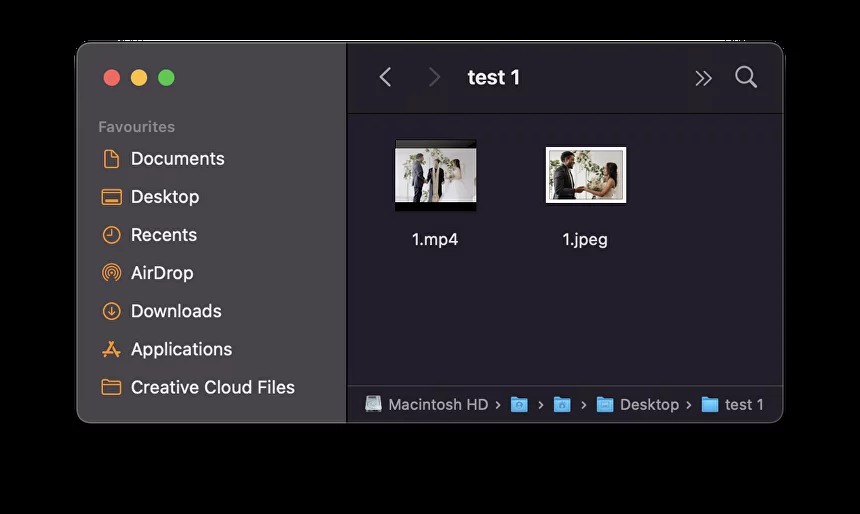 test 1
Favourites
Documents
Desktop
Recents
AirDrop
Downloads
Applications
Creative Cloud Files
1.mp4
1.jpeg
Macintosh HD › › › Desktop › test 1